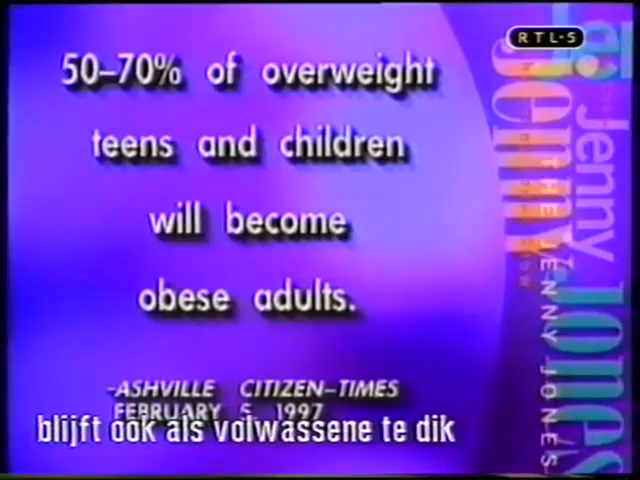 RTL·5
50–70% of overweight
teens and children
will become
obese adults.
-ASHVILLE CITIZEN–TIMES
FEBRUARY 5, 1997
blijft ook als volwassene te dik
Jenny
Jenny
THE JENNY JONES
Jones